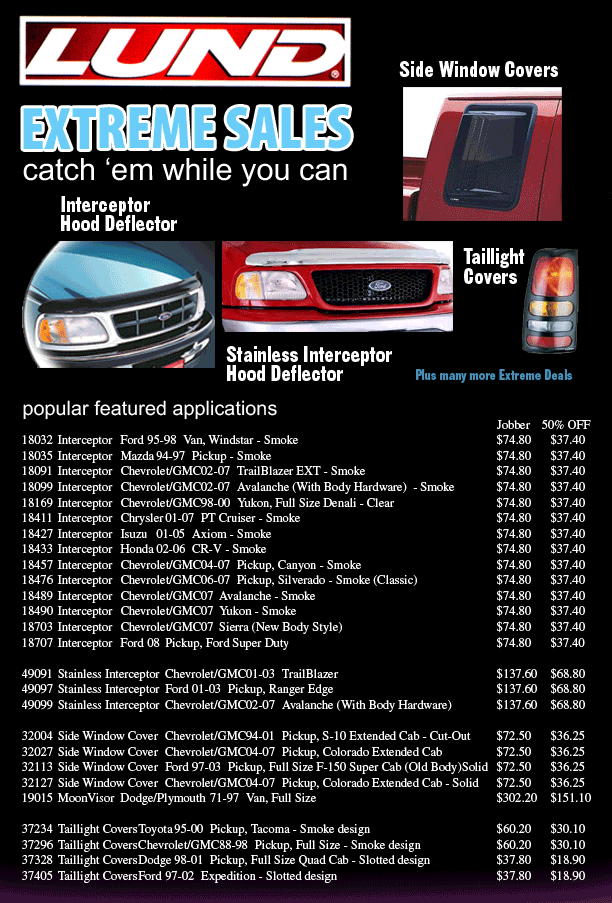 LUND®
EXTREME SALES
catch ‘em while you can
Side Window Covers
Interceptor
Hood Deflector
Taillight
Covers
Stainless Interceptor
Hood Deflector
Plus many more Extreme Deals
popular featured applications
Jobber 50% OFF
18032 Interceptor Ford 95-98 Van, Windstar - Smoke $74.80 $37.40
18035 Interceptor Mazda 94-97 Pickup - Smoke $74.80 $37.40
18091 Interceptor Chevrolet/GMC02-07 TrailBlazer EXT - Smoke $74.80 $37.40
18099 Interceptor Chevrolet/GMC02-07 Avalanche (With Body Hardware) - Smoke $74.80 $37.40
18169 Interceptor Chevrolet/GMC98-00 Yukon, Full Size Denali - Clear $74.80 $37.40
18411 Interceptor Chrysler 01-07 PT Cruiser - Smoke $74.80 $37.40
18427 Interceptor Isuzu 01-05 Axiom - Smoke $74.80 $37.40
18433 Interceptor Honda 02-06 CR-V - Smoke $74.80 $37.40
18457 Interceptor Chevrolet/GMC04-07 Pickup, Canyon - Smoke $74.80 $37.40
18476 Interceptor Chevrolet/GMC06-07 Pickup, Silverado - Smoke (Classic) $74.80 $37.40
18489 Interceptor Chevrolet/GMC07 Avalanche - Smoke $74.80 $37.40
18490 Interceptor Chevrolet/GMC07 Yukon - Smoke $74.80 $37.40
18703 Interceptor Chevrolet/GMC07 Sierra (New Body Style) $74.80 $37.40
18707 Interceptor Ford 08 Pickup, Ford Super Duty $74.80 $37.40
49091 Stainless Interceptor Chevrolet/GMC01-03 TrailBlazer $137.60 $68.80
49097 Stainless Interceptor Ford 01-03 Pickup, Ranger Edge $137.60 $68.80
49099 Stainless Interceptor Chevrolet/GMC02-07 Avalanche (With Body Hardware) $137.60 $68.80
32004 Side Window Cover Chevrolet/GMC94-01 Pickup, S-10 Extended Cab - Cut-Out $72.50 $36.25
32027 Side Window Cover Chevrolet/GMC04-07 Pickup, Colorado Extended Cab $72.50 $36.25
32113 Side Window Cover Ford 97-03 Pickup, Full Size F-150 Super Cab (Old Body)Solid $72.50 $36.25
32127 Side Window Cover Chevrolet/GMC04-07 Pickup, Colorado Extended Cab - Solid $72.50 $36.25
19015 MoonVisor Dodge/Plymouth 71-97 Van, Full Size $302.20 $151.10
37234 Taillight CoversToyota 95-00 Pickup, Tacoma - Smoke design $60.20 $30.10
37296 Taillight CoversChevrolet/GMC88-98 Pickup, Full Size - Smoke design $60.20 $30.10
37328 Taillight CoversDodge 98-01 Pickup, Full Size Quad Cab - Slotted design $37.80 $18.90
37405 Taillight CoversFord 97-02 Expedition - Slotted design $37.80 $18.90